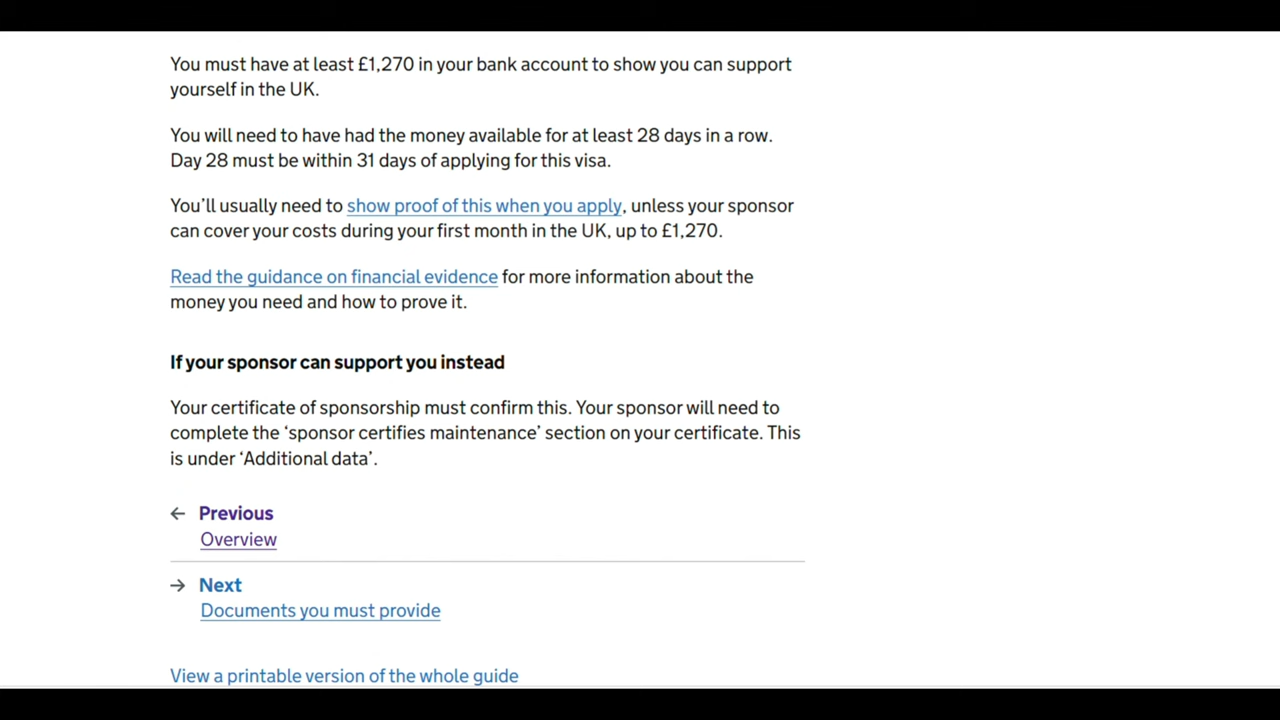 You must have at least £1,270 in your bank account to show you can support
yourself in the UK.
You will need to have had the money available for at least 28 days in a row.
Day 28 must be within 31 days of applying for this visa.
You’ll usually need to show proof of this when you apply, unless your sponsor
can cover your costs during your first month in the UK, up to £1,270.
Read the guidance on financial evidence for more information about the
money you need and how to prove it.
If your sponsor can support you instead
Your certificate of sponsorship must confirm this. Your sponsor will need to
complete the ‘sponsor certifies maintenance’ section on your certificate. This
is under ‘Additional data’.
← Previous
Overview
→ Next
Documents you must provide
View a printable version of the whole guide